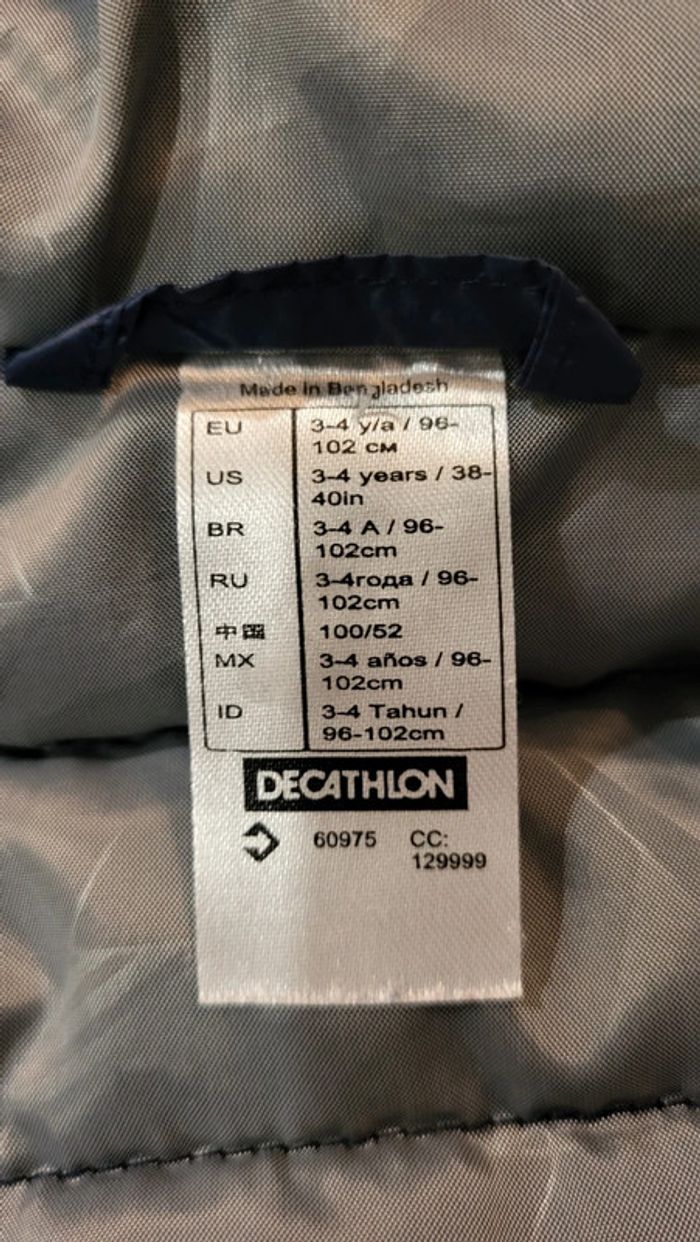 Made in Bangladesh
EU 3-4 y/a / 96-
102 см
US 3-4 years / 38-
40in
BR 3-4 A / 96-
102cm
RU 3-4года / 96-
102cm
中国 100/52
MX 3-4 años / 96-
102cm
ID 3-4 Tahun /
96-102cm
DECATHLON
60975 CC:
129999